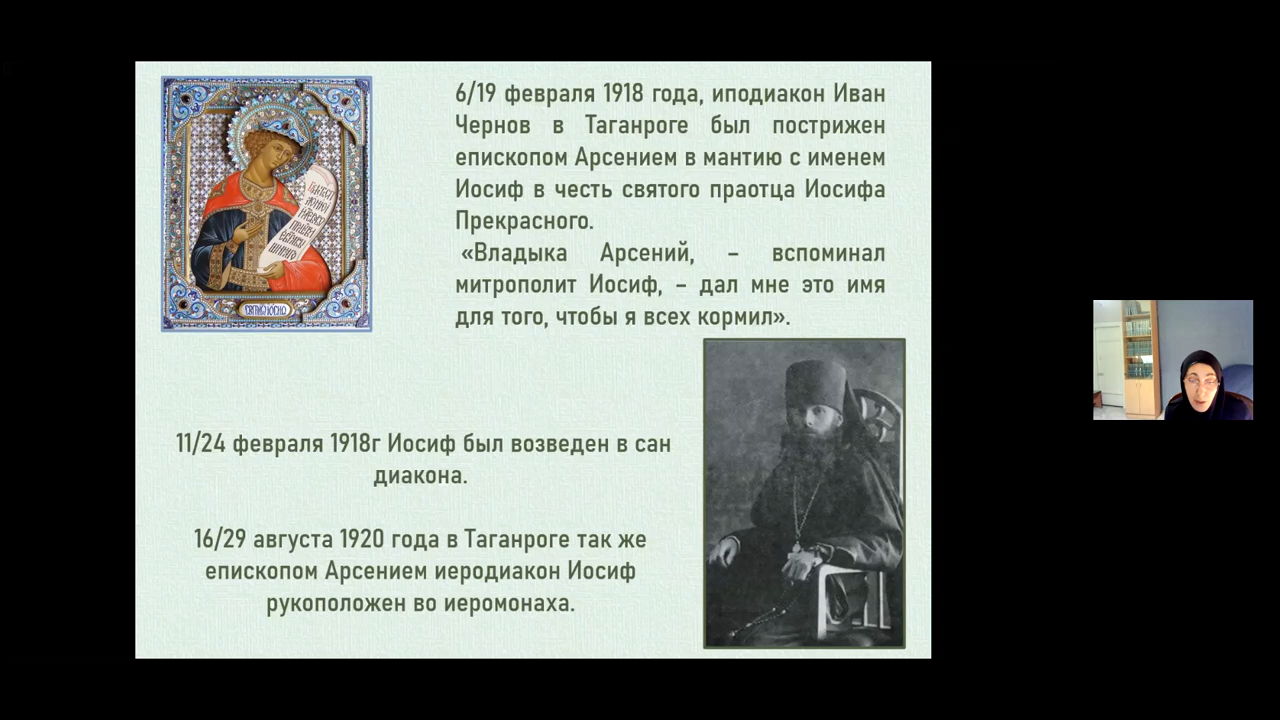 6/19 февраля 1918 года, иподиакон Иван
Чернов в Таганроге был пострижен
епископом Арсением в мантию с именем
Иосиф в честь святого праотца Иосифа
Прекрасного.
«Владыка Арсений, – вспоминал
митрополит Иосиф, – дал мне это имя
для того, чтобы я всех кормил».
11/24 февраля 1918г Иосиф был возведен в сан
диакона.
16/29 августа 1920 года в Таганроге так же
епископом Арсением иеродиакон Иосиф
рукоположен во иеромонаха.